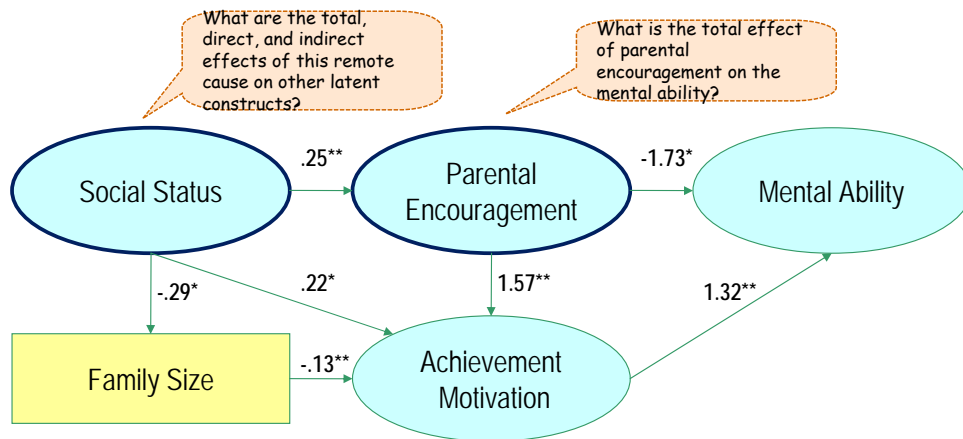 What are the total,
direct, and indirect
effects of this remote
cause on other latent
constructs?
What is the total effect
of parental
encouragement on the
mental ability?
.25**
-1.73*
Social Status
Parental
Encouragement
Mental Ability
-.29*
.22*
1.57**
1.32**
Family Size
-.13**
Achievement
Motivation